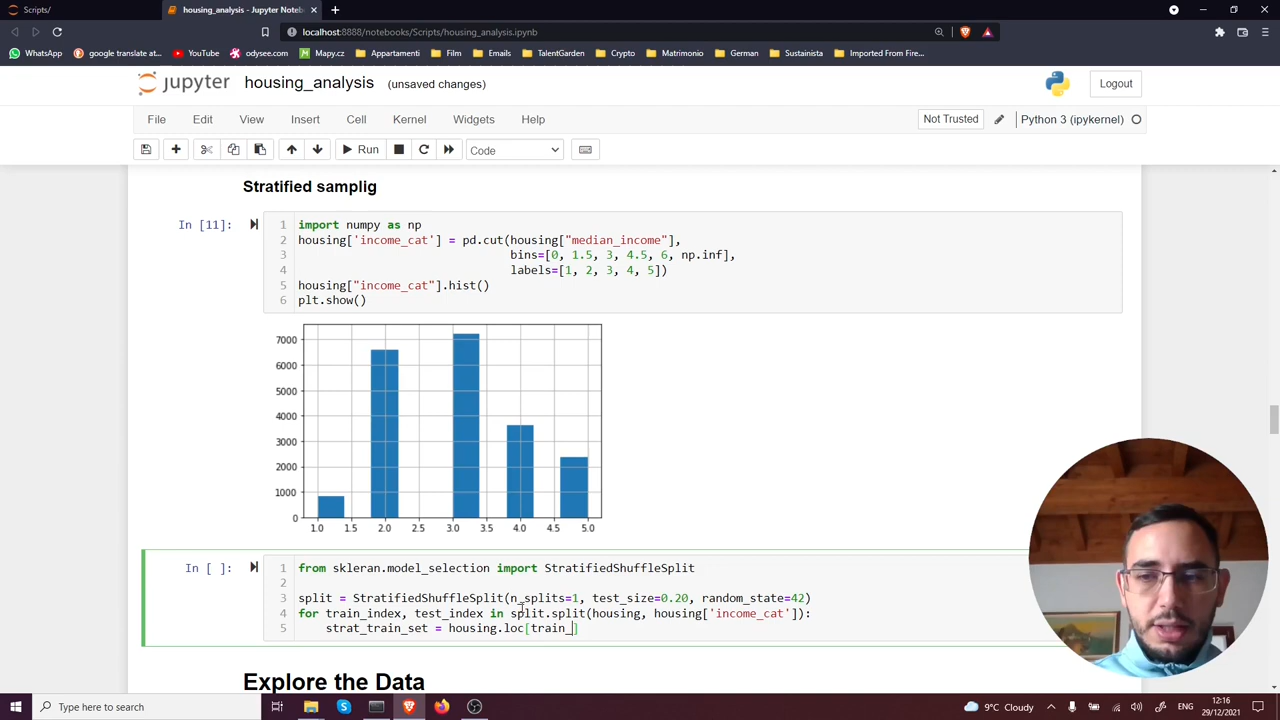 Scripts/
housing_analysis - Jupyter Noteb
localhost:8888/notebooks/Scripts/housing_analysis.ipynb
WhatsApp
google translate at...
YouTube
odysee.com
Mapy.cz
Appartamenti
Film
Emails
TalentGarden
Crypto
Matrimonio
German
Sustainista
Imported From Fire...
jupyter
housing_analysis
(unsaved changes)
Logout
File
Edit
View
Insert
Cell
Kernel
Widgets
Help
Not Trusted
Python 3 (ipykernel)
Run
Code
Stratified samplig
In [11]:
1 import numpy as np
2 housing['income_cat'] = pd.cut(housing["median_income"],
3 bins=[0, 1.5, 3, 4.5, 6, np.inf],
4 labels=[1, 2, 3, 4, 5])
5 housing["income_cat"].hist()
6 plt.show()
7000
6000
5000
4000
3000
2000
1000
0
1.0 1.5 2.0 2.5 3.0 3.5 4.0 4.5 5.0
In [ ]:
1 from skleran.model_selection import StratifiedShuffleSplit
2
3 split = StratifiedShuffleSplit(n_splits=1, test_size=0.20, random_state=42)
4 for train_index, test_index in split.split(housing, housing['income_cat']):
5 strat_train_set = housing.loc[train_]
Explore the Data
Type here to search
9°C Cloudy
ENG
12:16
29/12/2021